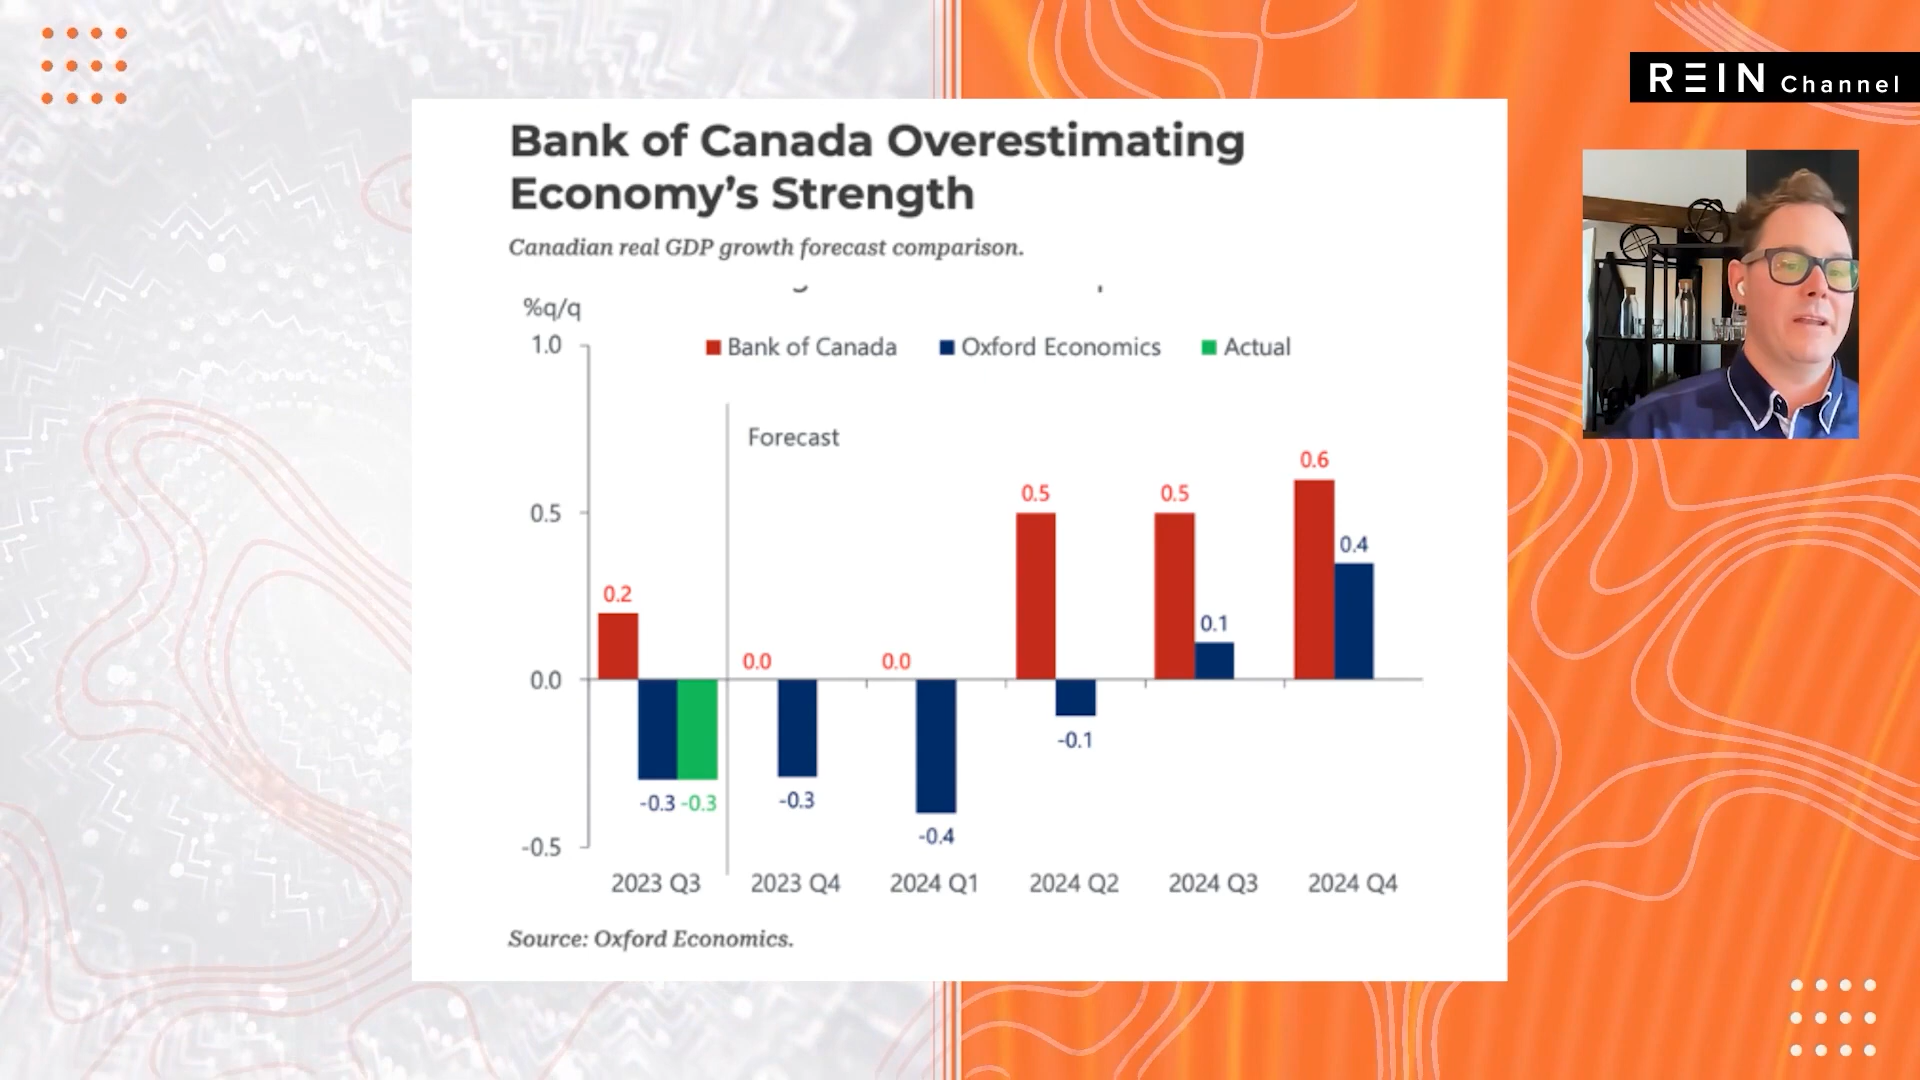 REIN Channel
Bank of Canada Overestimating
Economy's Strength
Canadian real GDP growth forecast comparison.
%q/q
Bank of Canada Oxford Economics Actual
1.0
0.5
0.0
-0.5
Forecast
0.2
-0.3 -0.3
0.0
-0.3
0.0
-0.4
0.5
-0.1
0.5
0.1
0.6
0.4
2023 Q3 2023 Q4 2024 Q1 2024 Q2 2024 Q3 2024 Q4
Source: Oxford Economics.